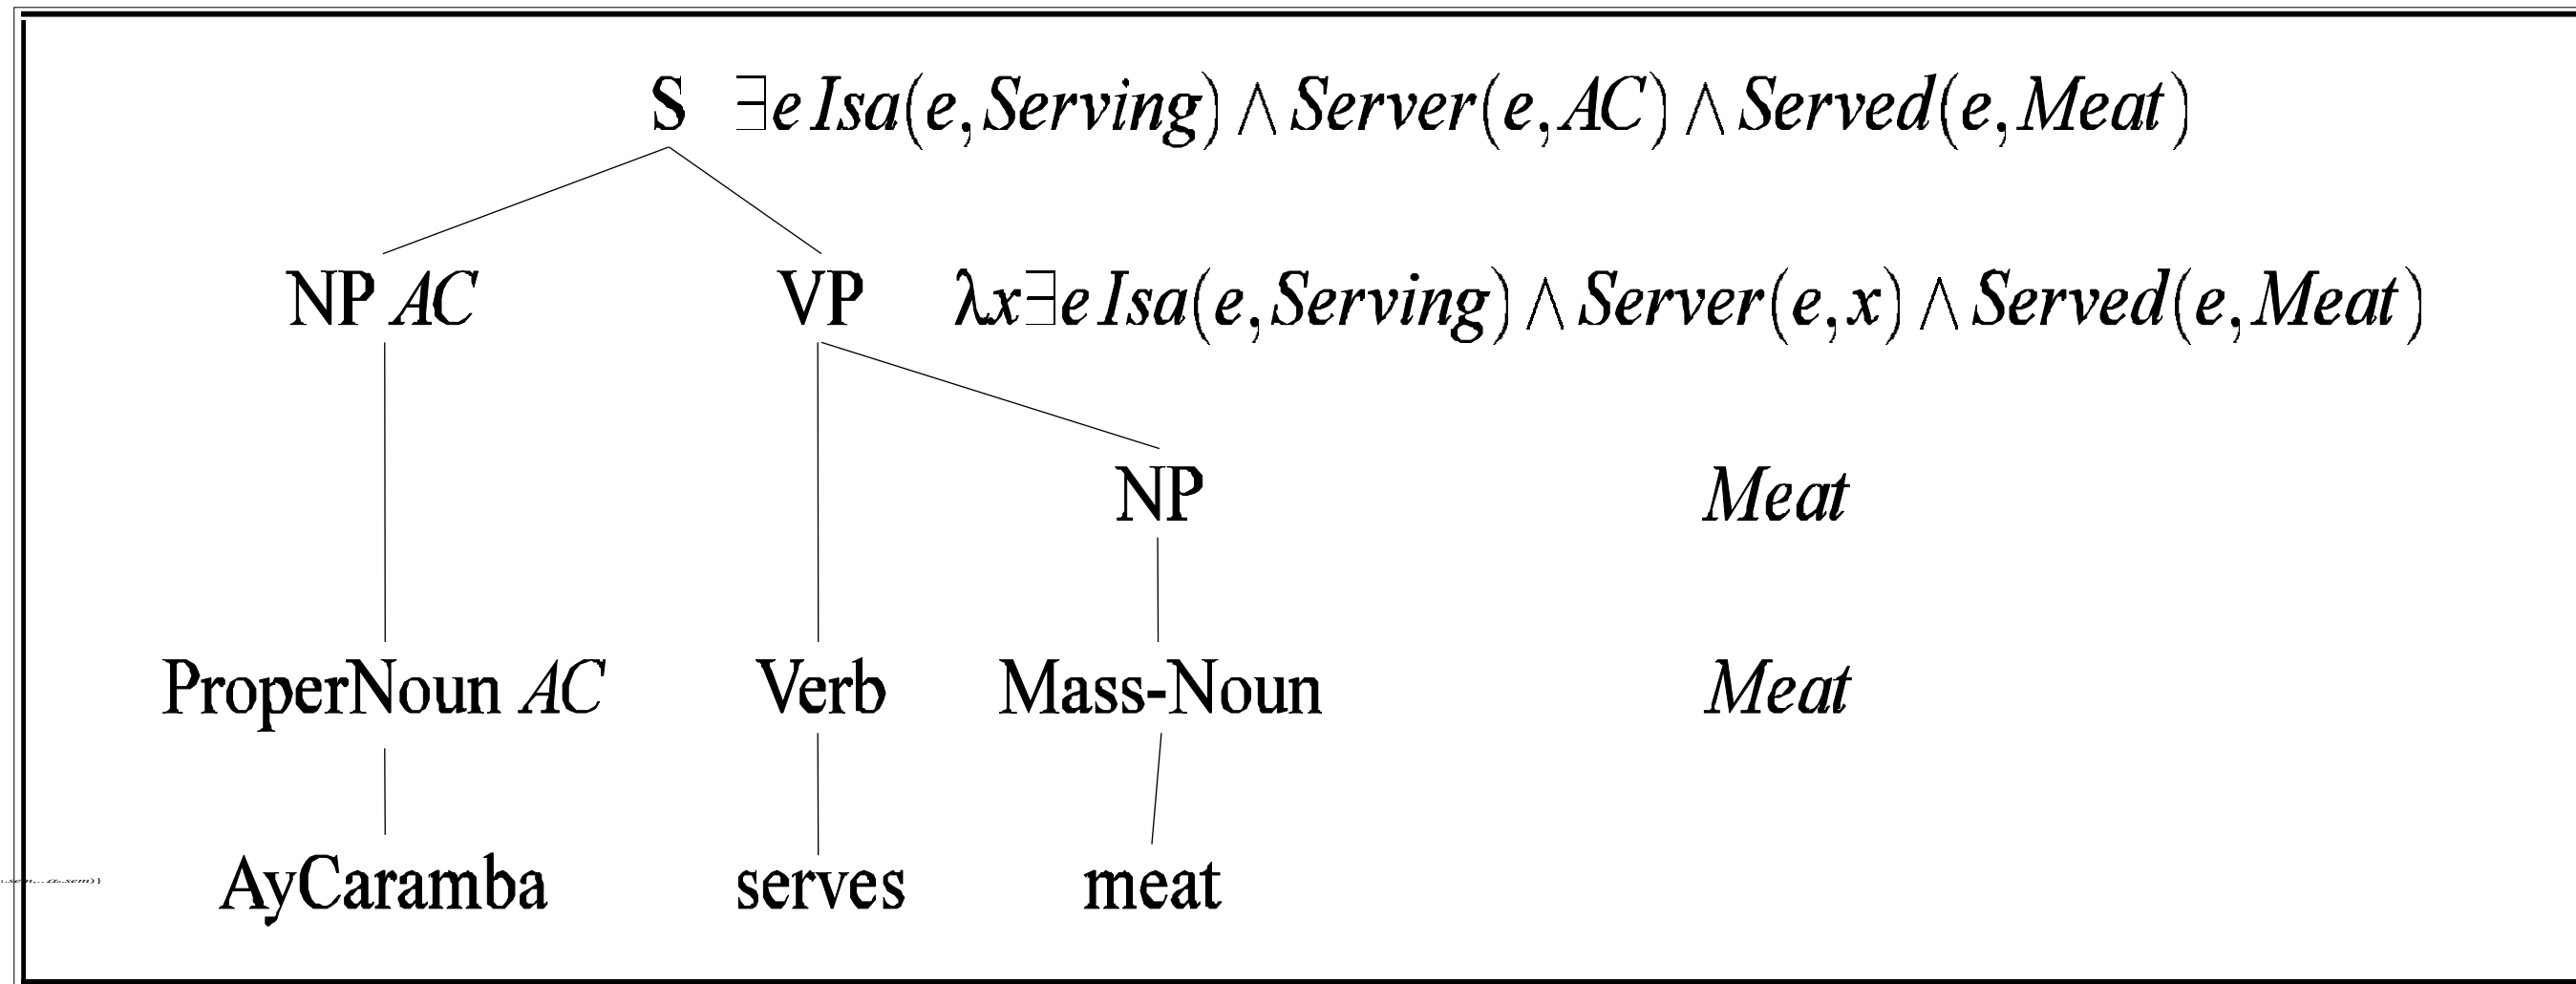 S ∃e Isa(e,Serving) ∧ Server(e,AC) ∧ Served(e,Meat)
NP AC VP λx∃e Isa(e,Serving) ∧ Server(e,x) ∧ Served(e,Meat)
NP Meat
ProperNoun AC Verb Mass-Noun Meat
AyCaramba serves meat